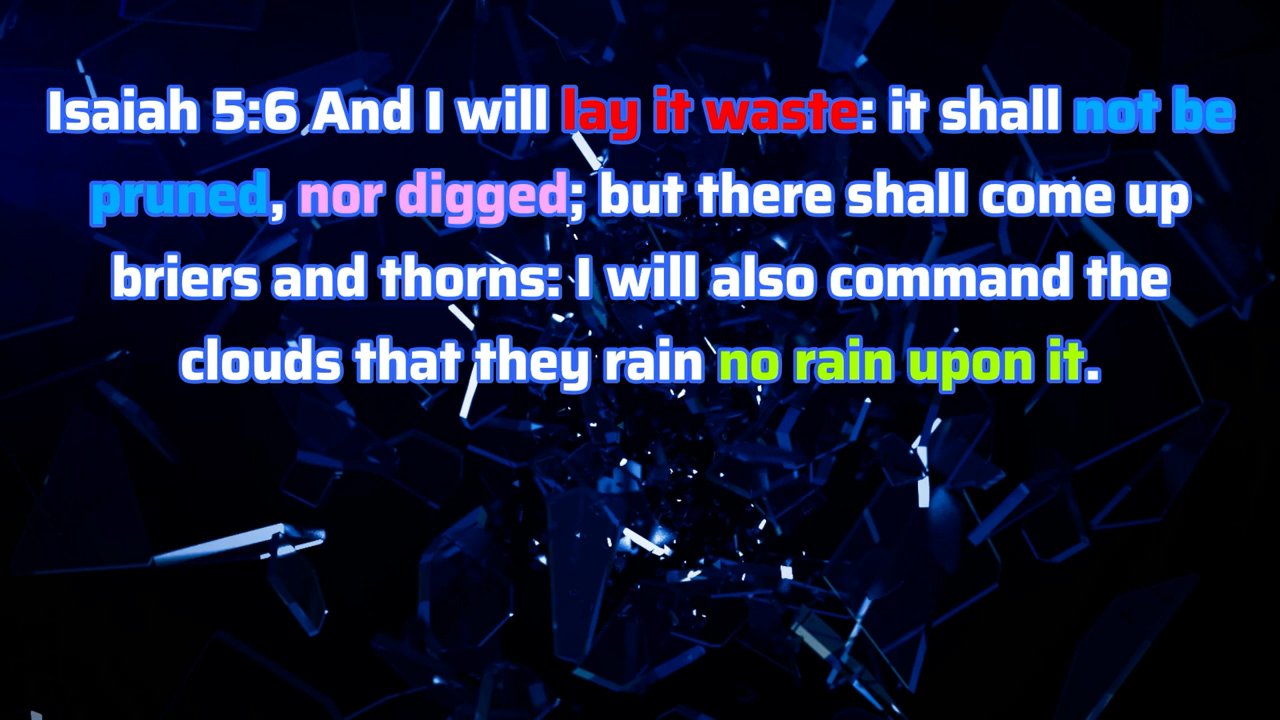 Isaiah 5:6 And I will lay it waste: it shall not be
pruned, nor digged; but there shall come up
briers and thorns: I will also command the
clouds that they rain no rain upon it.